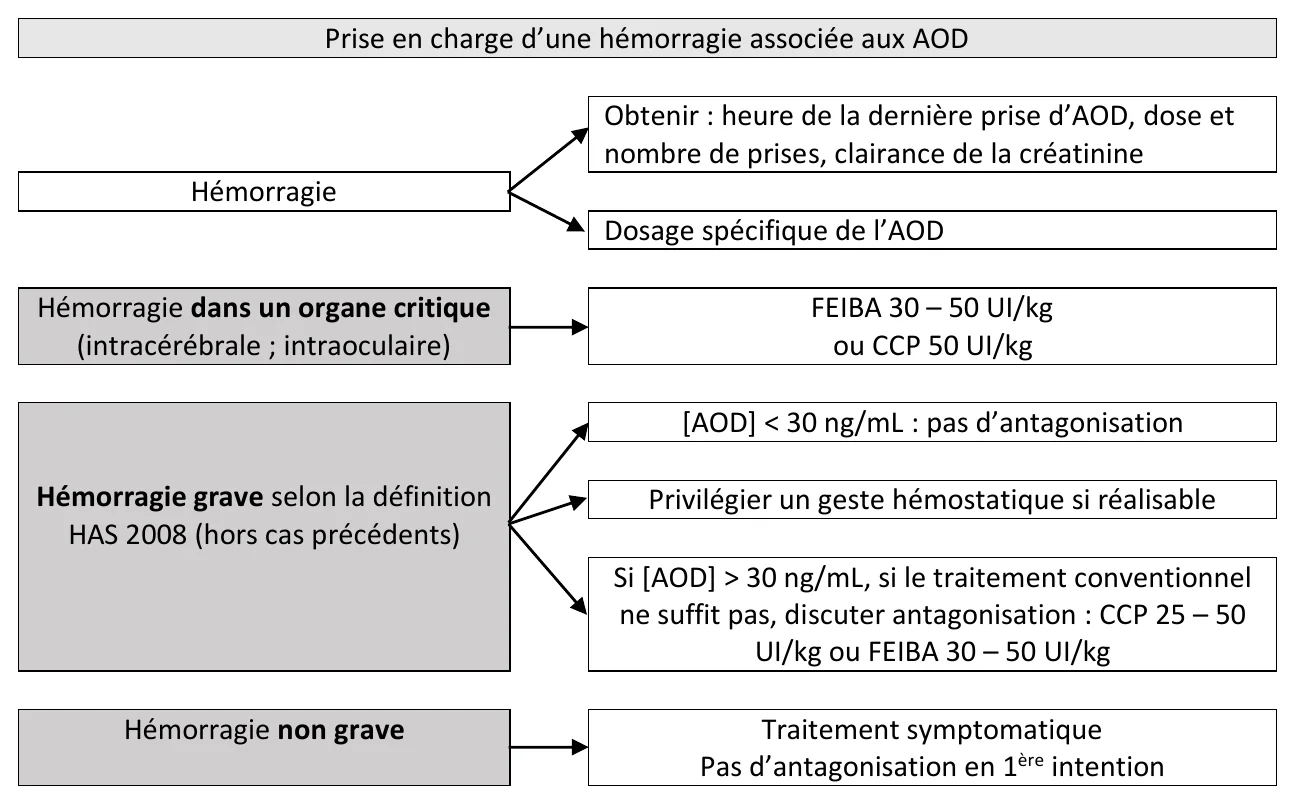 Prise en charge d’une hémorragie associée aux AOD
Obtenir : heure de la dernière prise d’AOD, dose et
nombre de prises, clairance de la créatinine
Hémorragie
Dosage spécifique de l’AOD
Hémorragie dans un organe critique
(intracérébrale ; intraoculaire)
FEIBA 30 – 50 UI/kg
ou CCP 50 UI/kg
[AOD] < 30 ng/mL : pas d’antagonisation
Hémorragie grave selon la définition
HAS 2008 (hors cas précédents)
Privilégier un geste hémostatique si réalisable
Si [AOD] > 30 ng/mL, si le traitement conventionnel
ne suffit pas, discuter antagonisation : CCP 25 – 50
UI/kg ou FEIBA 30 – 50 UI/kg
Hémorragie non grave
Traitement symptomatique
Pas d’antagonisation en 1ère intention